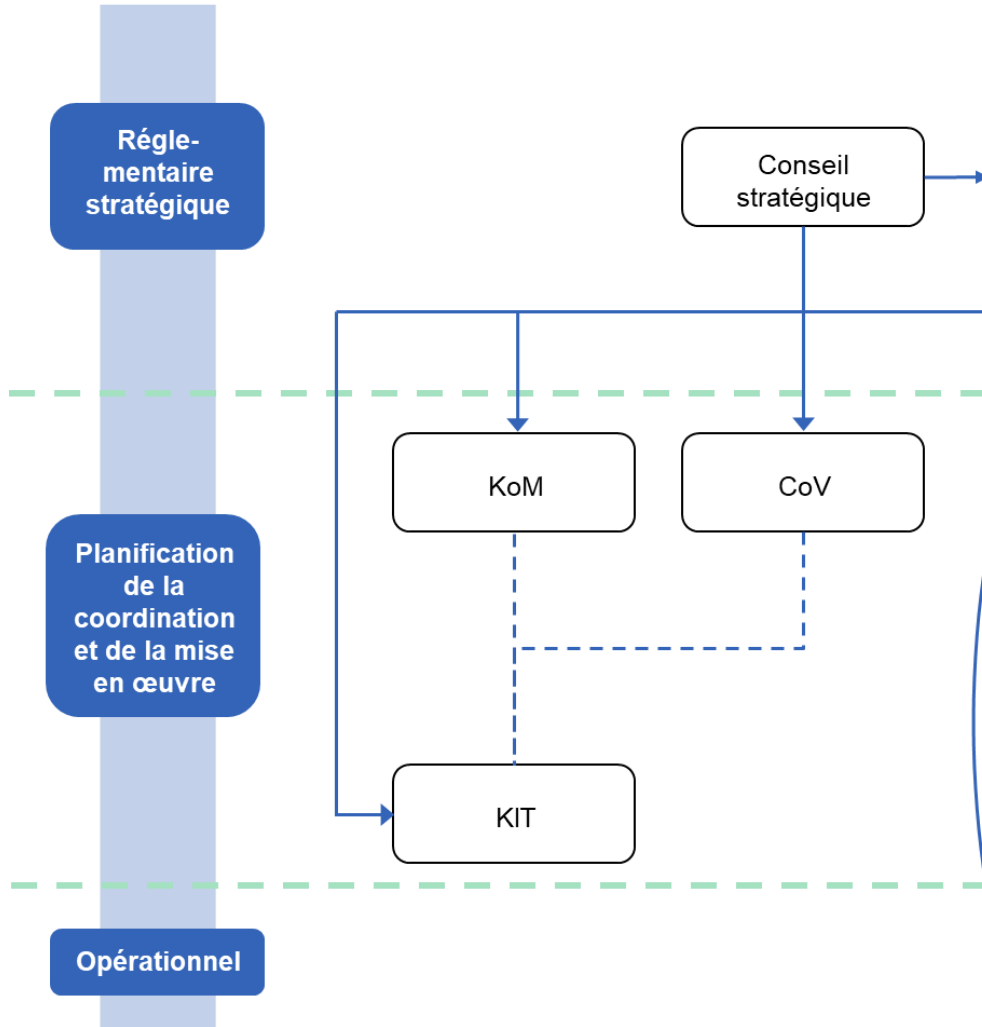 Régle-
mentaire
stratégique
Conseil
stratégique
KoM
CoV
Planification
de la
coordination
et de la mise
en œuvre
KIT
Opérationnel